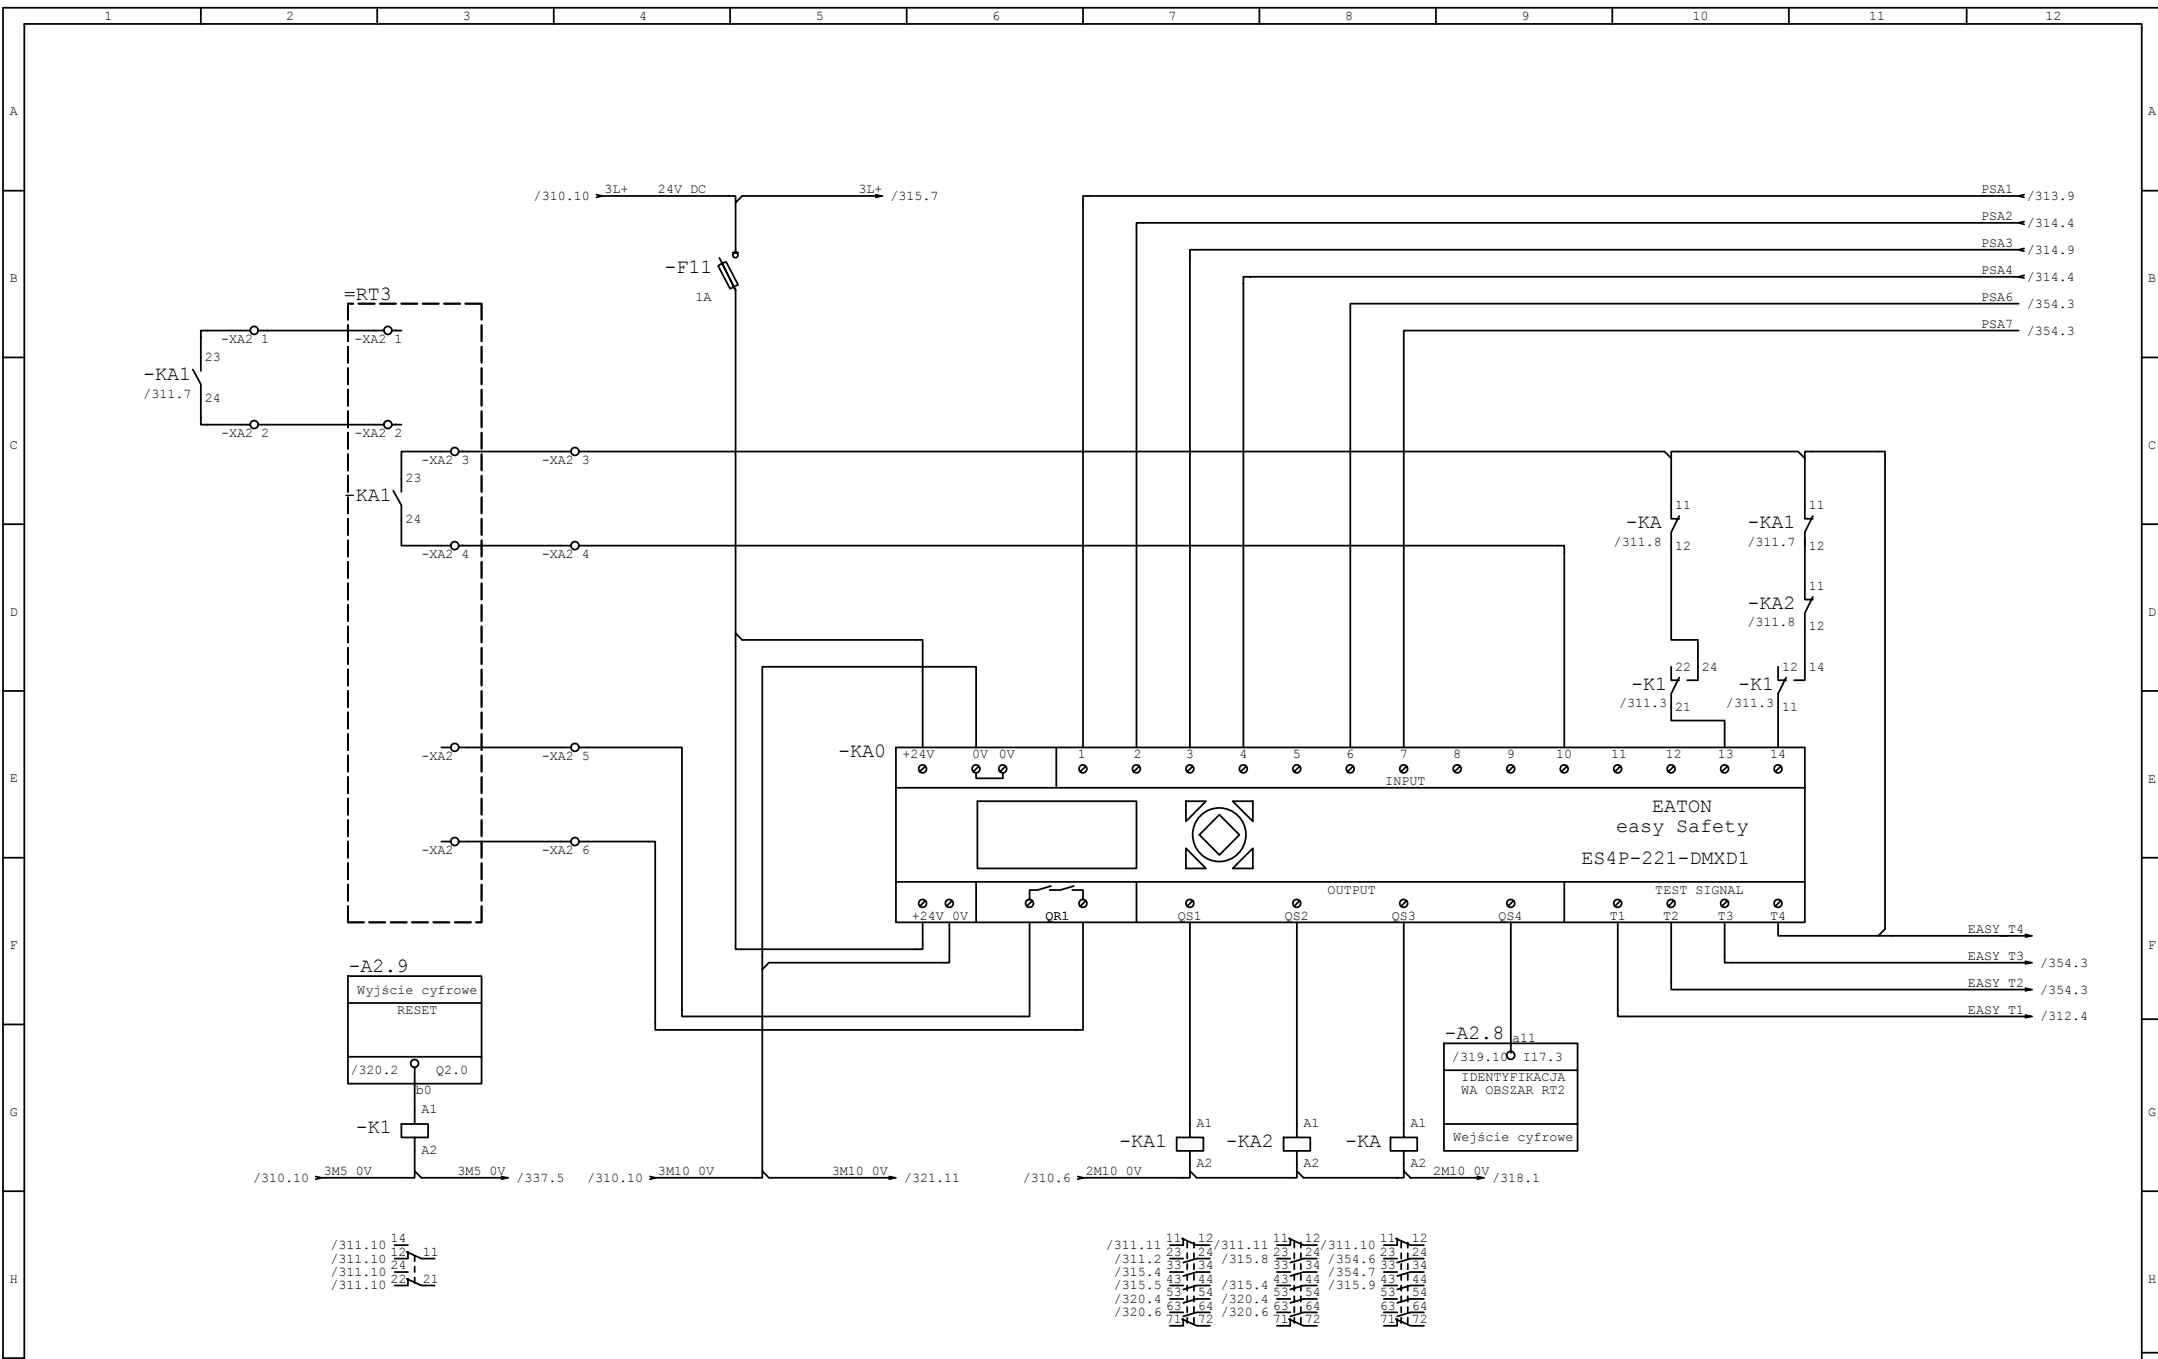 1 2 3 4 5 6 7 8 9 10 11 12
A A
/310.10 3L+ 24V DC 3L+ /315.7
PSA1 /313.9
PSA2 /314.4
PSA3 /314.9
PSA4 /314.4
PSA6 /354.3
PSA7 /354.3
-F11
1A
B B
=RT3
-XA2 1 -XA2 1
23
-KA1
/311.7 24
-XA2 2 -XA2 2
C C
-XA2 3 -XA2 3
23
-KA1
24
-XA2 4 -XA2 4
11 11
-KA -KA1
/311.8 12 /311.7 12
11
-KA2
/311.8 12
D D
22 24 12 14
-K1 -K1
/311.3 21 /311.3 11
-XA2 -XA2 5
-XA2 -XA2 6
-KA0
+24V 0V 0V 1 2 3 4 5 6 7 8 9 10 11 12 13 14
INPUT
E E
EATON
easy Safety
ES4P-221-DMXD1
OUTPUT TEST SIGNAL
+24V 0V QR1 QS1 QS2 QS3 QS4 T1 T2 T3 T4
F F
EASY T4
EASY T3 /354.3
EASY T2 /354.3
EASY T1 /312.4
-A2.9
Wyjście cyfrowe
RESET
/320.2 Q2.0
b0
A1
-K1
A2
-A2.8 a11
/319.10 I17.3
IDENTYFIKACJA
WA OBSZAR RT2
Wejście cyfrowe
G G
A1 A1 A1
-KA1 -KA2 -KA
A2 A2 A2
/310.10 3M5 0V 3M5 0V /337.5
/310.10 3M10 0V 3M10 0V /321.11
/310.6 2M10 0V 2M10 0V /318.1
H H
/311.10 14
/311.10 12 11
/311.10 24
/311.10 22 21
/311.11 11 12 /311.11 11 12 /311.10 11 12
/311.2 23 24 /315.8 23 24 /354.6 23 24
/315.4 33 34 33 34 /354.7 33 34
/315.5 43 44 /315.4 43 44 /315.9 43 44
/320.4 53 54 /320.4 53 54 53 54
/320.6 63 64 /320.6 63 64 63 64
71 72 71 72 71 72